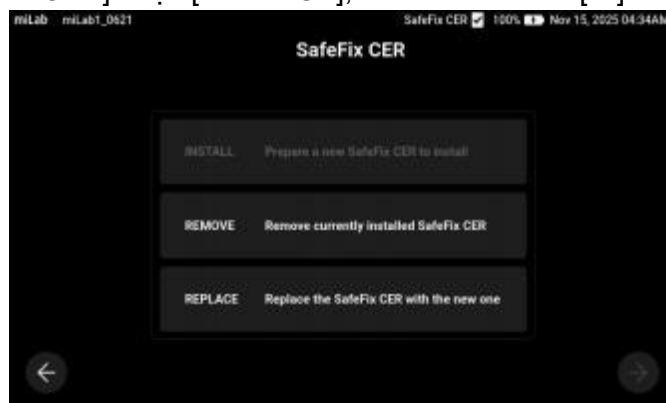 miLab miLab1_0621 SafeFix CER 100% Nov 15, 2025 04:34AM
SafeFix CER
INSTALL Prepare a new SafeFix CER to install
REMOVE Remove currently installed SafeFix CER
REPLACE Replace the SafeFix CER with the new one